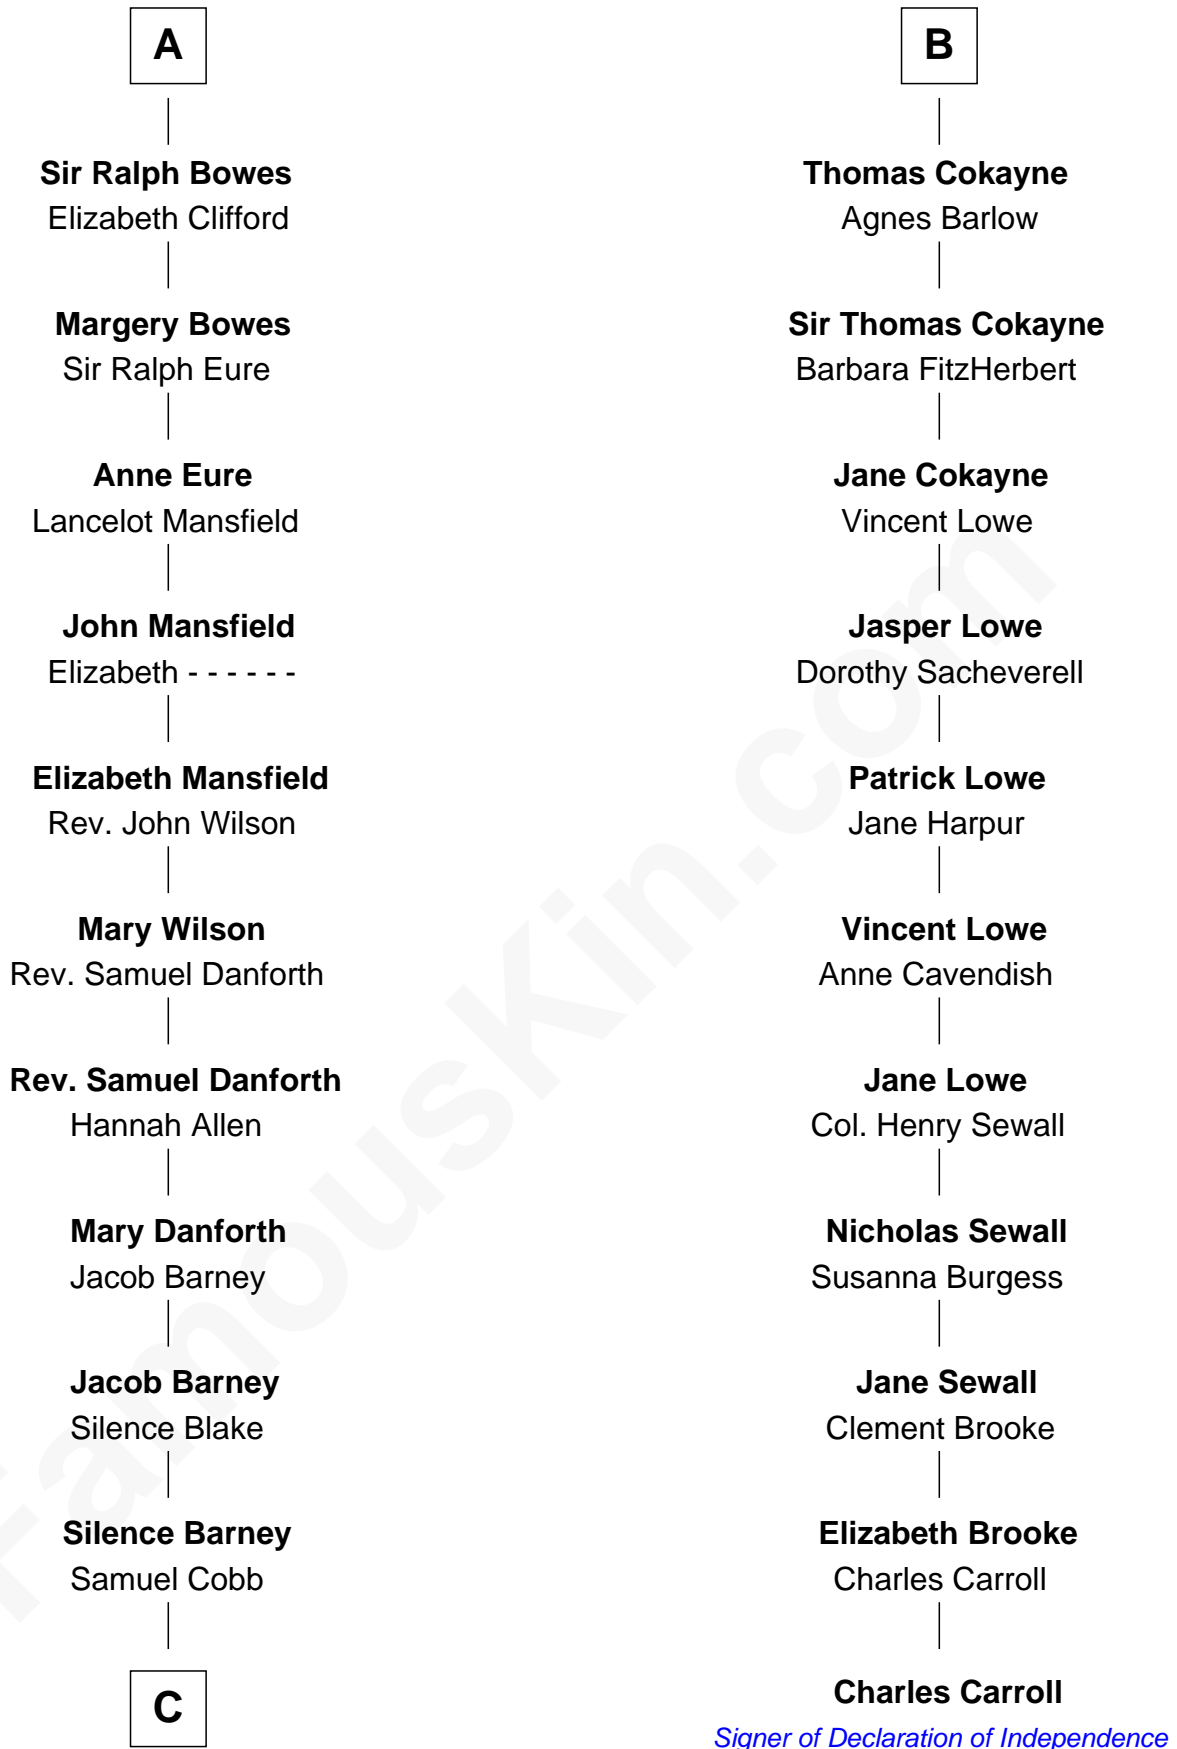 A
Sir Ralph Bowes
Elizabeth Clifford
Margery Bowes
Sir Ralph Eure
Anne Eure
Lancelot Mansfield
John Mansfield
Elizabeth - - - - - -
Elizabeth Mansfield
Rev. John Wilson
Mary Wilson
Rev. Samuel Danforth
Rev. Samuel Danforth
Hannah Allen
Mary Danforth
Jacob Barney
Jacob Barney
Silence Blake
Silence Barney
Samuel Cobb
C
B
Thomas Cokayne
Agnes Barlow
Sir Thomas Cokayne
Barbara FitzHerbert
Jane Cokayne
Vincent Lowe
Jasper Lowe
Dorothy Sacheverell
Patrick Lowe
Jane Harpur
Vincent Lowe
Anne Cavendish
Jane Lowe
Col. Henry Sewall
Nicholas Sewall
Susanna Burgess
Jane Sewall
Clement Brooke
Elizabeth Brooke
Charles Carroll
Charles Carroll
Signer of Declaration of Independence
FamousKin.com